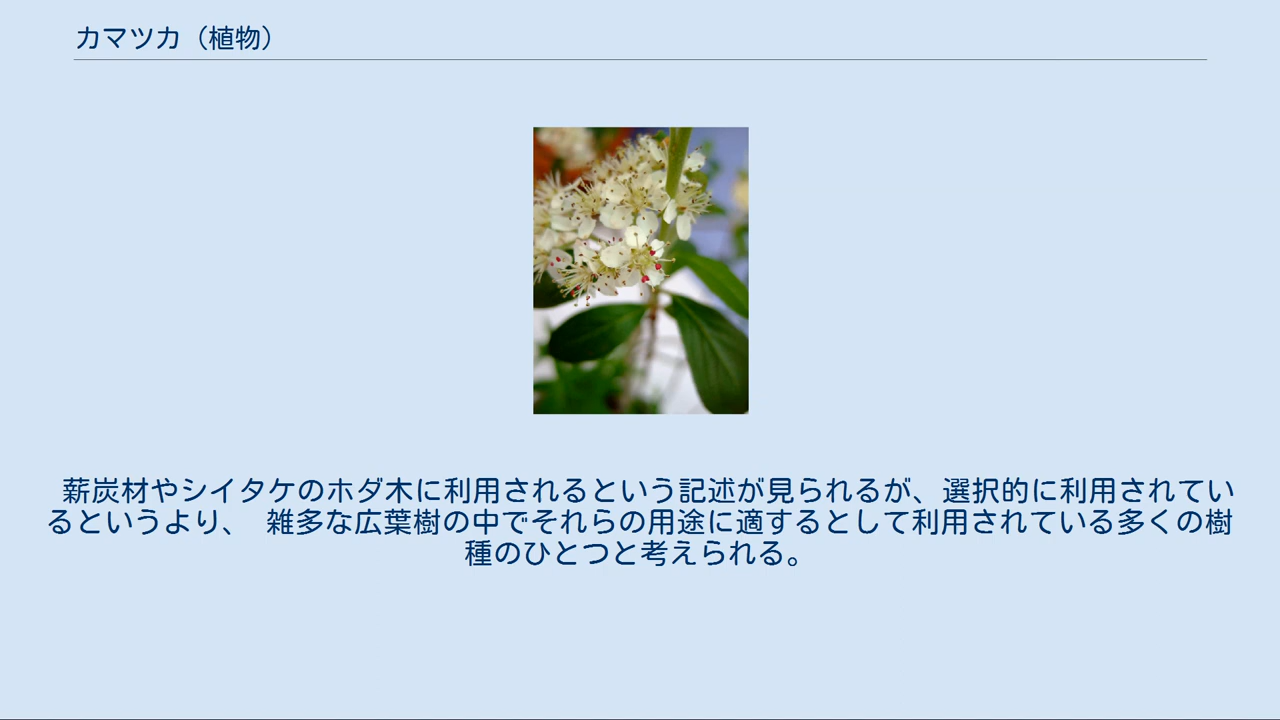 カマツカ（植物）
薪炭材やシイタケのホダ木に利用されるという記述が見られるが、選択的に利用されてい
るというより、 雑多な広葉樹の中でそれらの用途に適するとして利用されている多くの樹
種のひとつと考えられる。